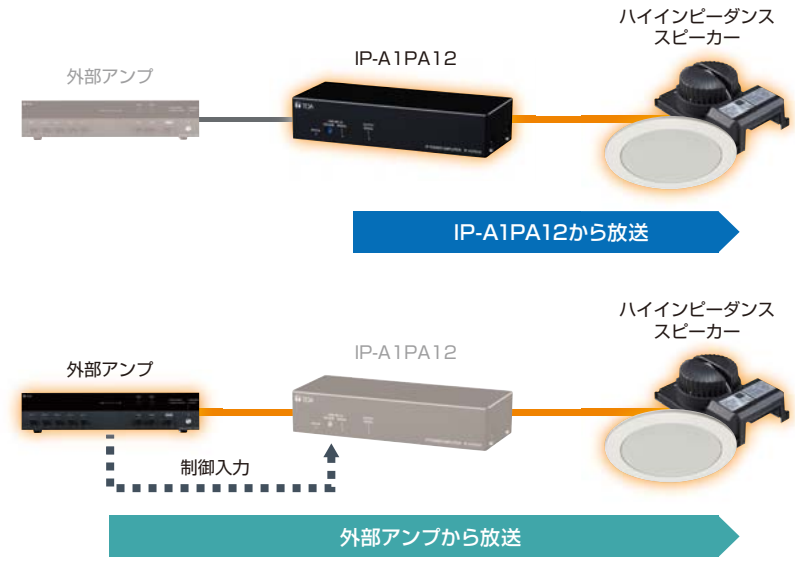 ハイインピーダンス
スピーカー
IP-A1PA12
外部アンプ
TOA
IP-A1PA12から放送
ハイインピーダンス
スピーカー
IP-A1PA12
外部アンプ
TOA
制御入力
外部アンプから放送